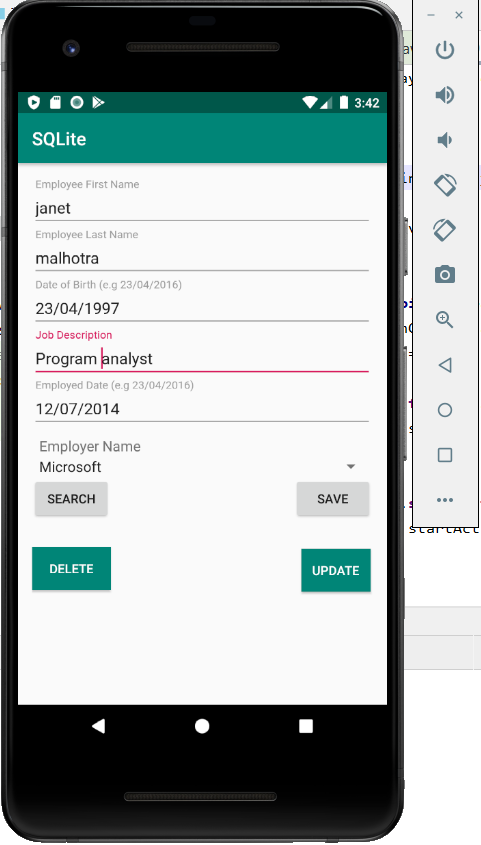 3:42
SQLite
Employee First Name
janet
Employee Last Name
malhotra
Date of Birth (e.g 23/04/2016)
23/04/1997
Job Description
Program analyst
Employed Date (e.g 23/04/2016)
12/07/2014
Employer Name
Microsoft
SEARCH SAVE
DELETE UPDATE
startAct